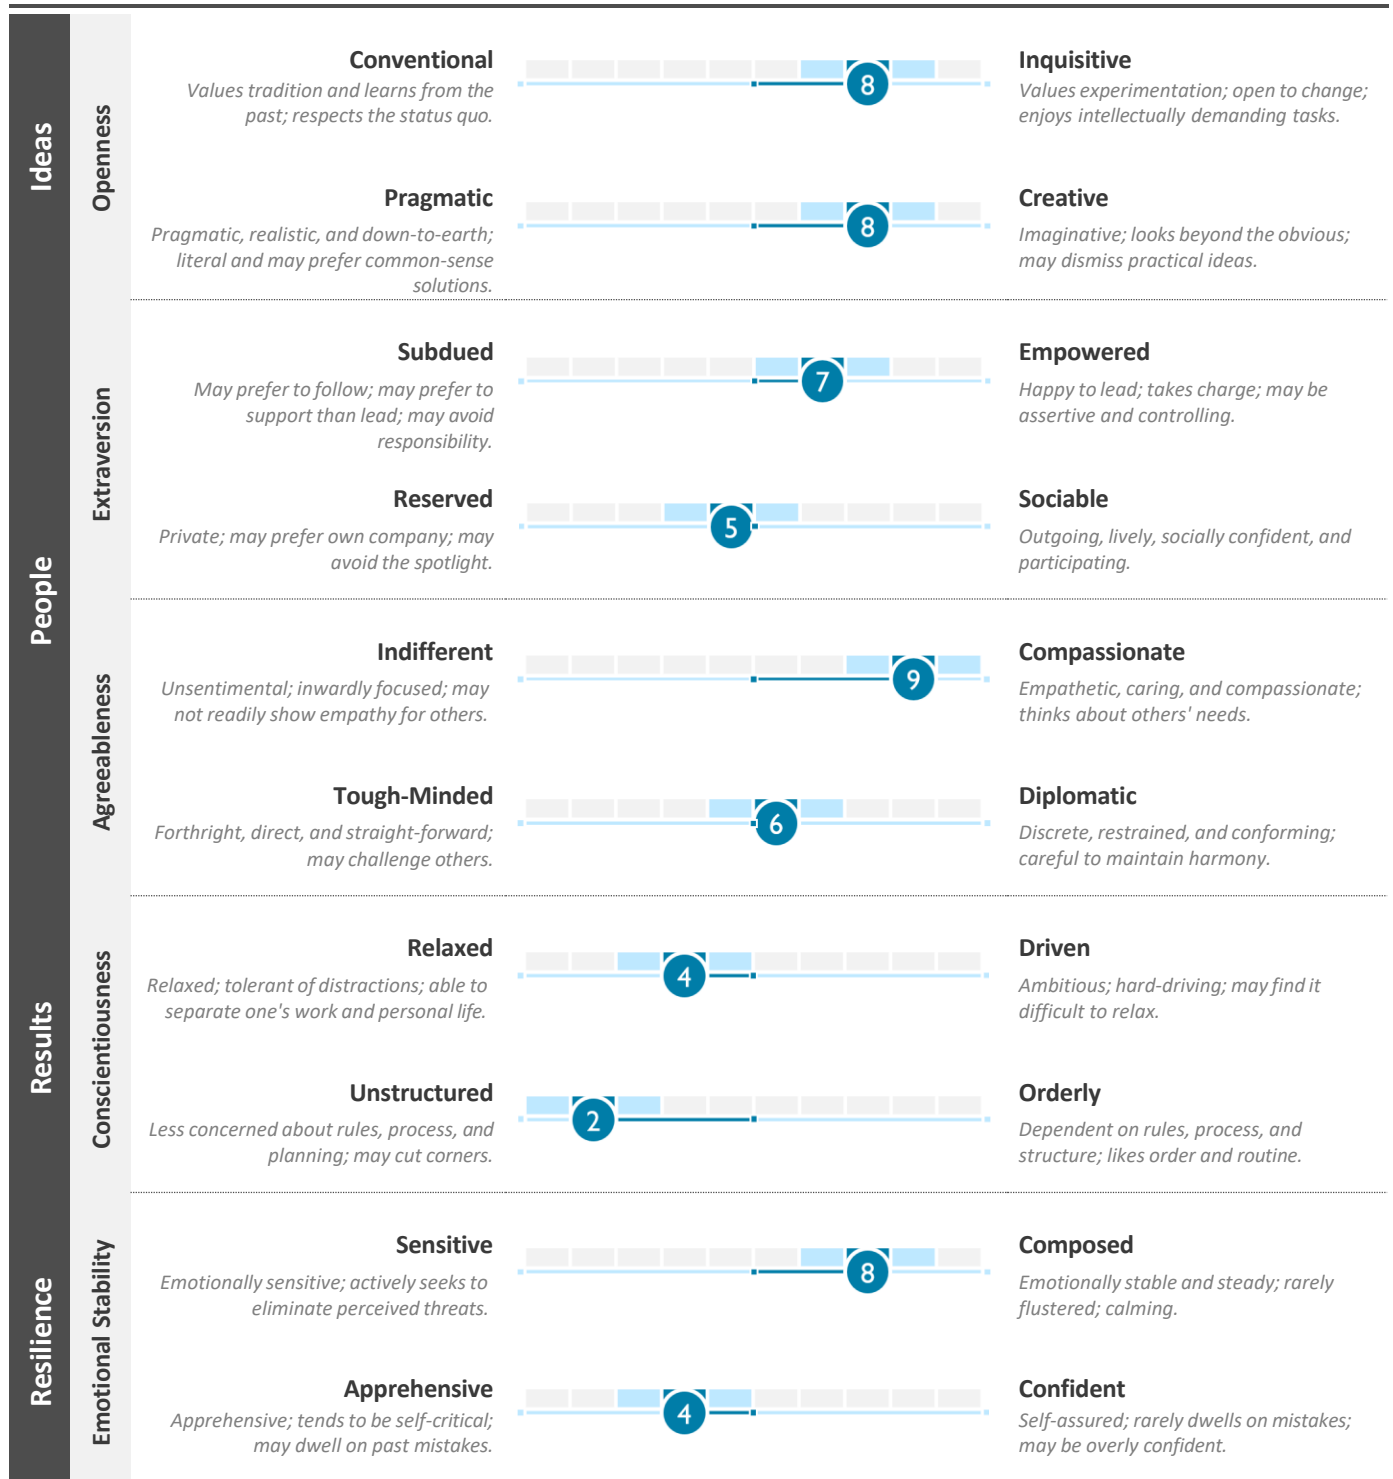 Ideas
Openness
Conventional
Values tradition and learns from the
past; respects the status quo.
8
Inquisitive
Values experimentation; open to change;
enjoys intellectually demanding tasks.
Pragmatic
Pragmatic, realistic, and down-to-earth;
literal and may prefer common-sense
solutions.
8
Creative
Imaginative; looks beyond the obvious;
may dismiss practical ideas.
People
Extraversion
Subdued
May prefer to follow; may prefer to
support than lead; may avoid
responsibility.
7
Empowered
Happy to lead; takes charge; may be
assertive and controlling.
Reserved
Private; may prefer own company; may
avoid the spotlight.
5
Sociable
Outgoing, lively, socially confident, and
participating.
Agreeableness
Indifferent
Unsentimental; inwardly focused; may
not readily show empathy for others.
9
Compassionate
Empathetic, caring, and compassionate;
thinks about others' needs.
Tough-Minded
Forthright, direct, and straight-forward;
may challenge others.
6
Diplomatic
Discrete, restrained, and conforming;
careful to maintain harmony.
Results
Conscientiousness
Relaxed
Relaxed; tolerant of distractions; able to
separate one's work and personal life.
4
Driven
Ambitious; hard-driving; may find it
difficult to relax.
Unstructured
Less concerned about rules, process, and
planning; may cut corners.
2
Orderly
Dependent on rules, process, and
structure; likes order and routine.
Resilience
Emotional Stability
Sensitive
Emotionally sensitive; actively seeks to
eliminate perceived threats.
8
Composed
Emotionally stable and steady; rarely
flustered; calming.
Apprehensive
Apprehensive; tends to be self-critical;
may dwell on past mistakes.
4
Confident
Self-assured; rarely dwells on mistakes;
may be overly confident.